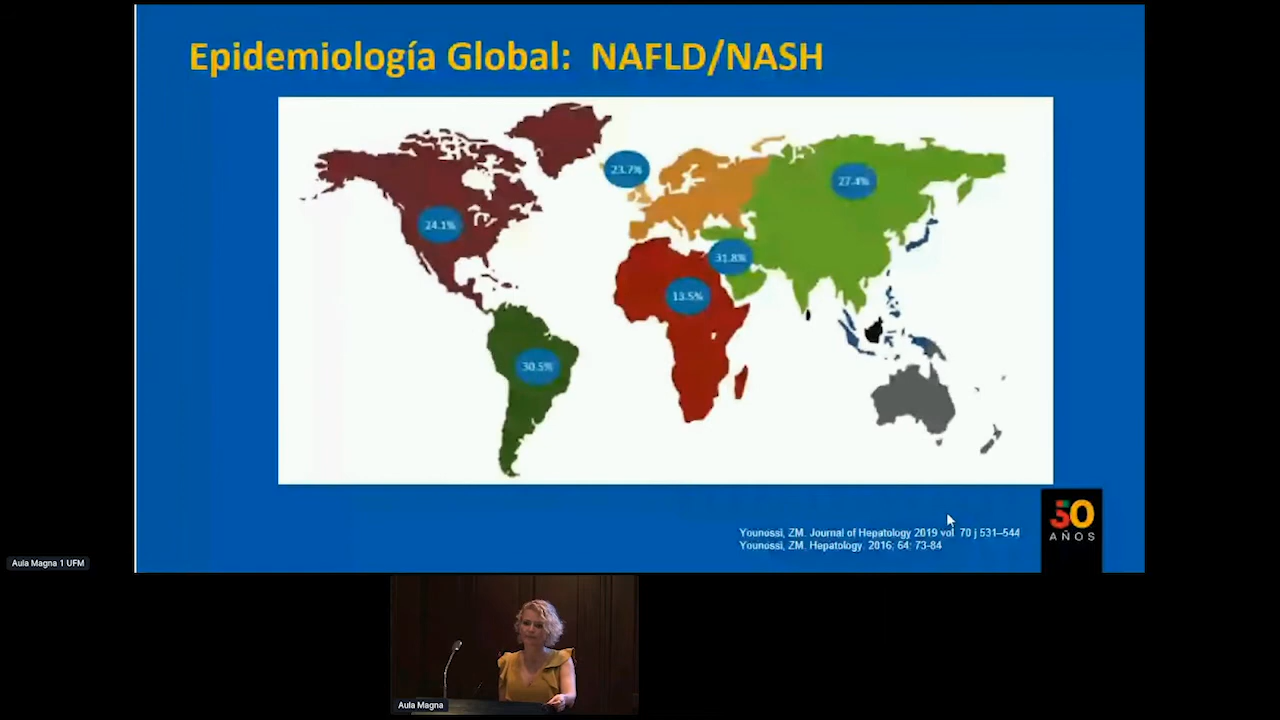 Epidemiología Global: NAFLD/NASH
23.7%
27.4%
24.1%
31.8%
13.5%
30.5%
Younossi, ZM. Journal of Hepatology 2019 vol. 70 j 531–544
Younossi, ZM. Hepatology. 2016; 64: 73-84
50
AÑOS
Aula Magna 1 UFM
Aula Magna